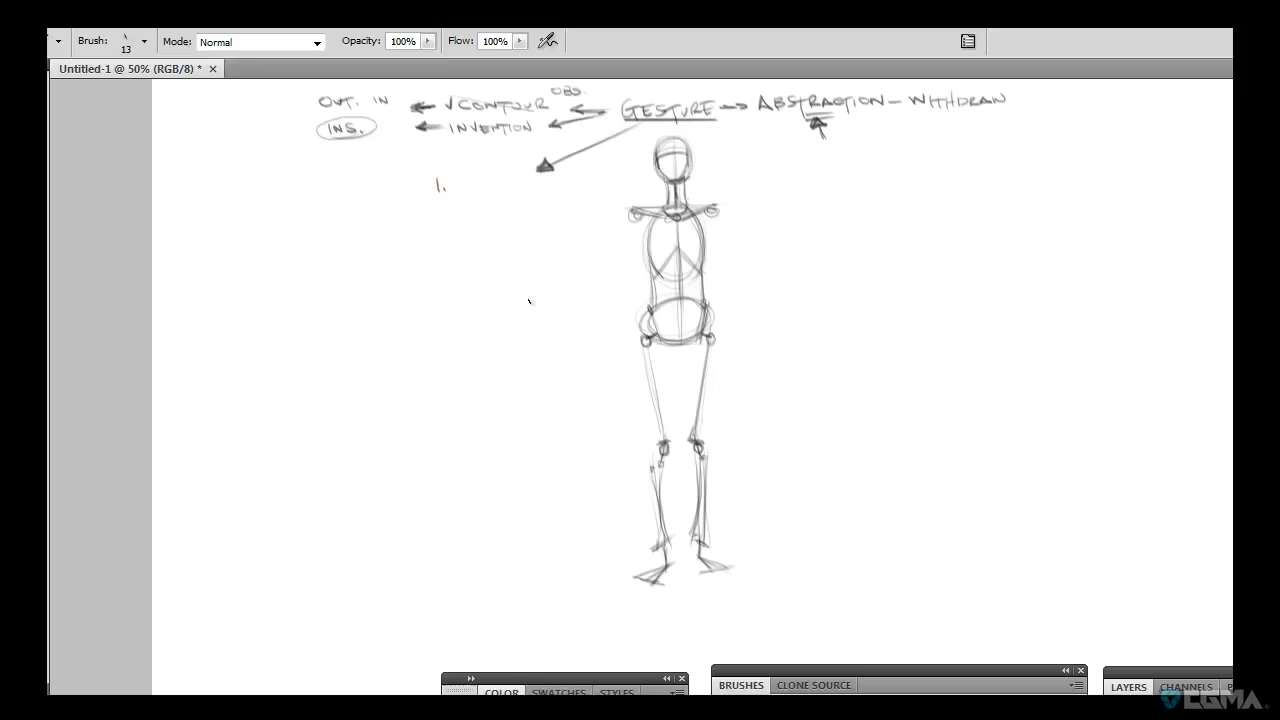 Brush: 13 Mode: Normal Opacity: 100% Flow: 100%
Untitled-1 @ 50% (RGB/8) *
OBS.
OUT. IN √CONTOUR GESTURE ABSTRACTION - WITHDRAW
INS. INVENTION
1.
COLOR SWATCHES STYLES
BRUSHES CLONE SOURCE
LAYERS CHANNELS P
CGMA.